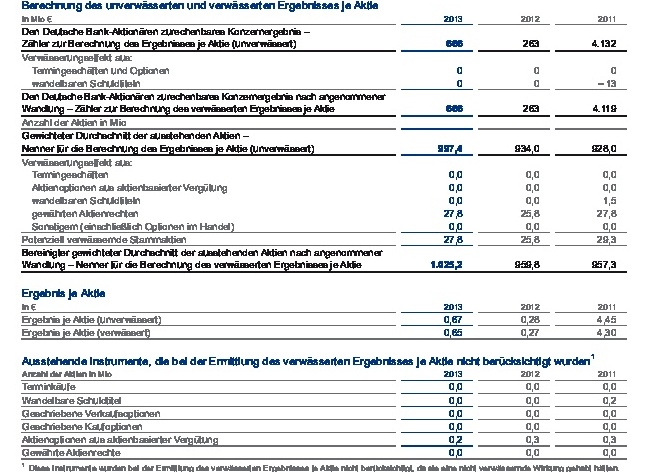 Berechnung des unverwässerten und verwässerten Ergebnisses je Aktie
in Mio € 2013 2012 2011
Den Deutsche Bank-Aktionären zurechenbares Konzernergebnis –
Zähler zur Berechnung des Ergebnisses je Aktie (unverwässert) 666 263 4.132
Verwässerungseffekt aus:
Termingeschäften und Optionen 0 0 0
wandelbaren Schuldtiteln 0 0 – 13
Den Deutsche Bank-Aktionären zurechenbares Konzernergebnis nach angenommener
Wandlung – Zähler zur Berechnung des verwässerten Ergebnisses je Aktie 666 263 4.119
Anzahl der Aktien in Mio
Gewichteter Durchschnitt der ausstehenden Aktien –
Nenner für die Berechnung des Ergebnisses je Aktie (unverwässert) 997,4 934,0 928,0
Verwässerungseffekt aus:
Termingeschäften 0,0 0,0 0,0
Aktienoptionen aus aktienbasierter Vergütung 0,0 0,0 0,0
wandelbaren Schuldtiteln 0,0 0,0 1,5
gewährten Aktienrechten 27,8 25,8 27,8
Sonstigem (einschließlich Optionen im Handel) 0,0 0,0 0,0
Potenziell verwässernde Stammaktien 27,8 25,8 29,3
Bereinigter gewichteter Durchschnitt der ausstehenden Aktien nach angenommener
Wandlung – Nenner für die Berechnung des verwässerten Ergebnisses je Aktie 1.025,2 959,8 957,3
Ergebnis je Aktie
in € 2013 2012 2011
Ergebnis je Aktie (unverwässert) 0,67 0,28 4,45
Ergebnis je Aktie (verwässert) 0,65 0,27 4,30
Ausstehende Instrumente, die bei der Ermittlung des verwässerten Ergebnisses je Aktie nicht berücksichtigt wurden¹
Anzahl der Aktien in Mio 2013 2012 2011
Terminkäufe 0,0 0,0 0,0
Wandelbare Schuldtitel 0,0 0,0 0,2
Geschriebene Verkaufsoptionen 0,0 0,0 0,0
Geschriebene Kaufoptionen 0,0 0,0 0,0
Aktienoptionen aus aktienbasierter Vergütung 0,2 0,3 0,3
Gewährte Aktienrechte 0,0 0,0 0,0
¹ Diese Instrumente wurden bei der Ermittlung des verwässerten Ergebnisses je Aktie nicht berücksichtigt, da sie eine nicht verwässernde Wirkung gehabt hätten.